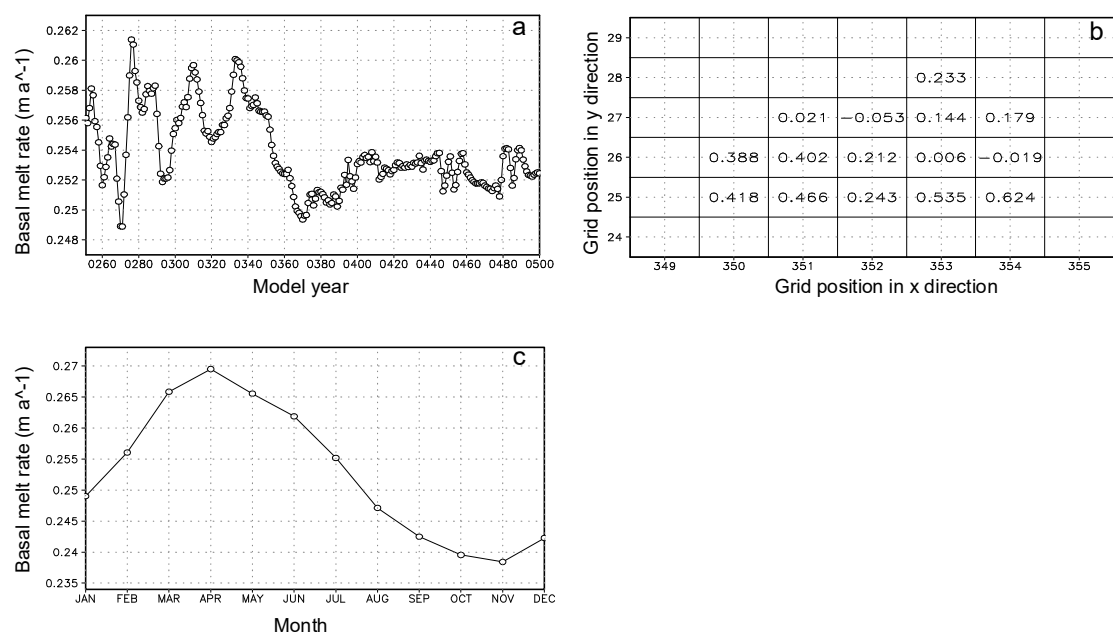 a
Basal melt rate (m a^-1)
0.262
0.26
0.258
0.256
0.254
0.252
0.25
0.248
0260 0280 0300 0320 0340 0360 0380 0400 0420 0440 0460 0480 0500
Model year
b
Grid position in y direction
29
28 0.233
27 0.021 −0.053 0.144 0.179
26 0.388 0.402 0.212 0.006 −0.019
25 0.418 0.466 0.243 0.535 0.624
24
349 350 351 352 353 354 355
Grid position in x direction
c
Basal melt rate (m a^-1)
0.27
0.265
0.26
0.255
0.25
0.245
0.24
0.235
JAN FEB MAR APR MAY JUN JUL AUG SEP OCT NOV DEC
Month